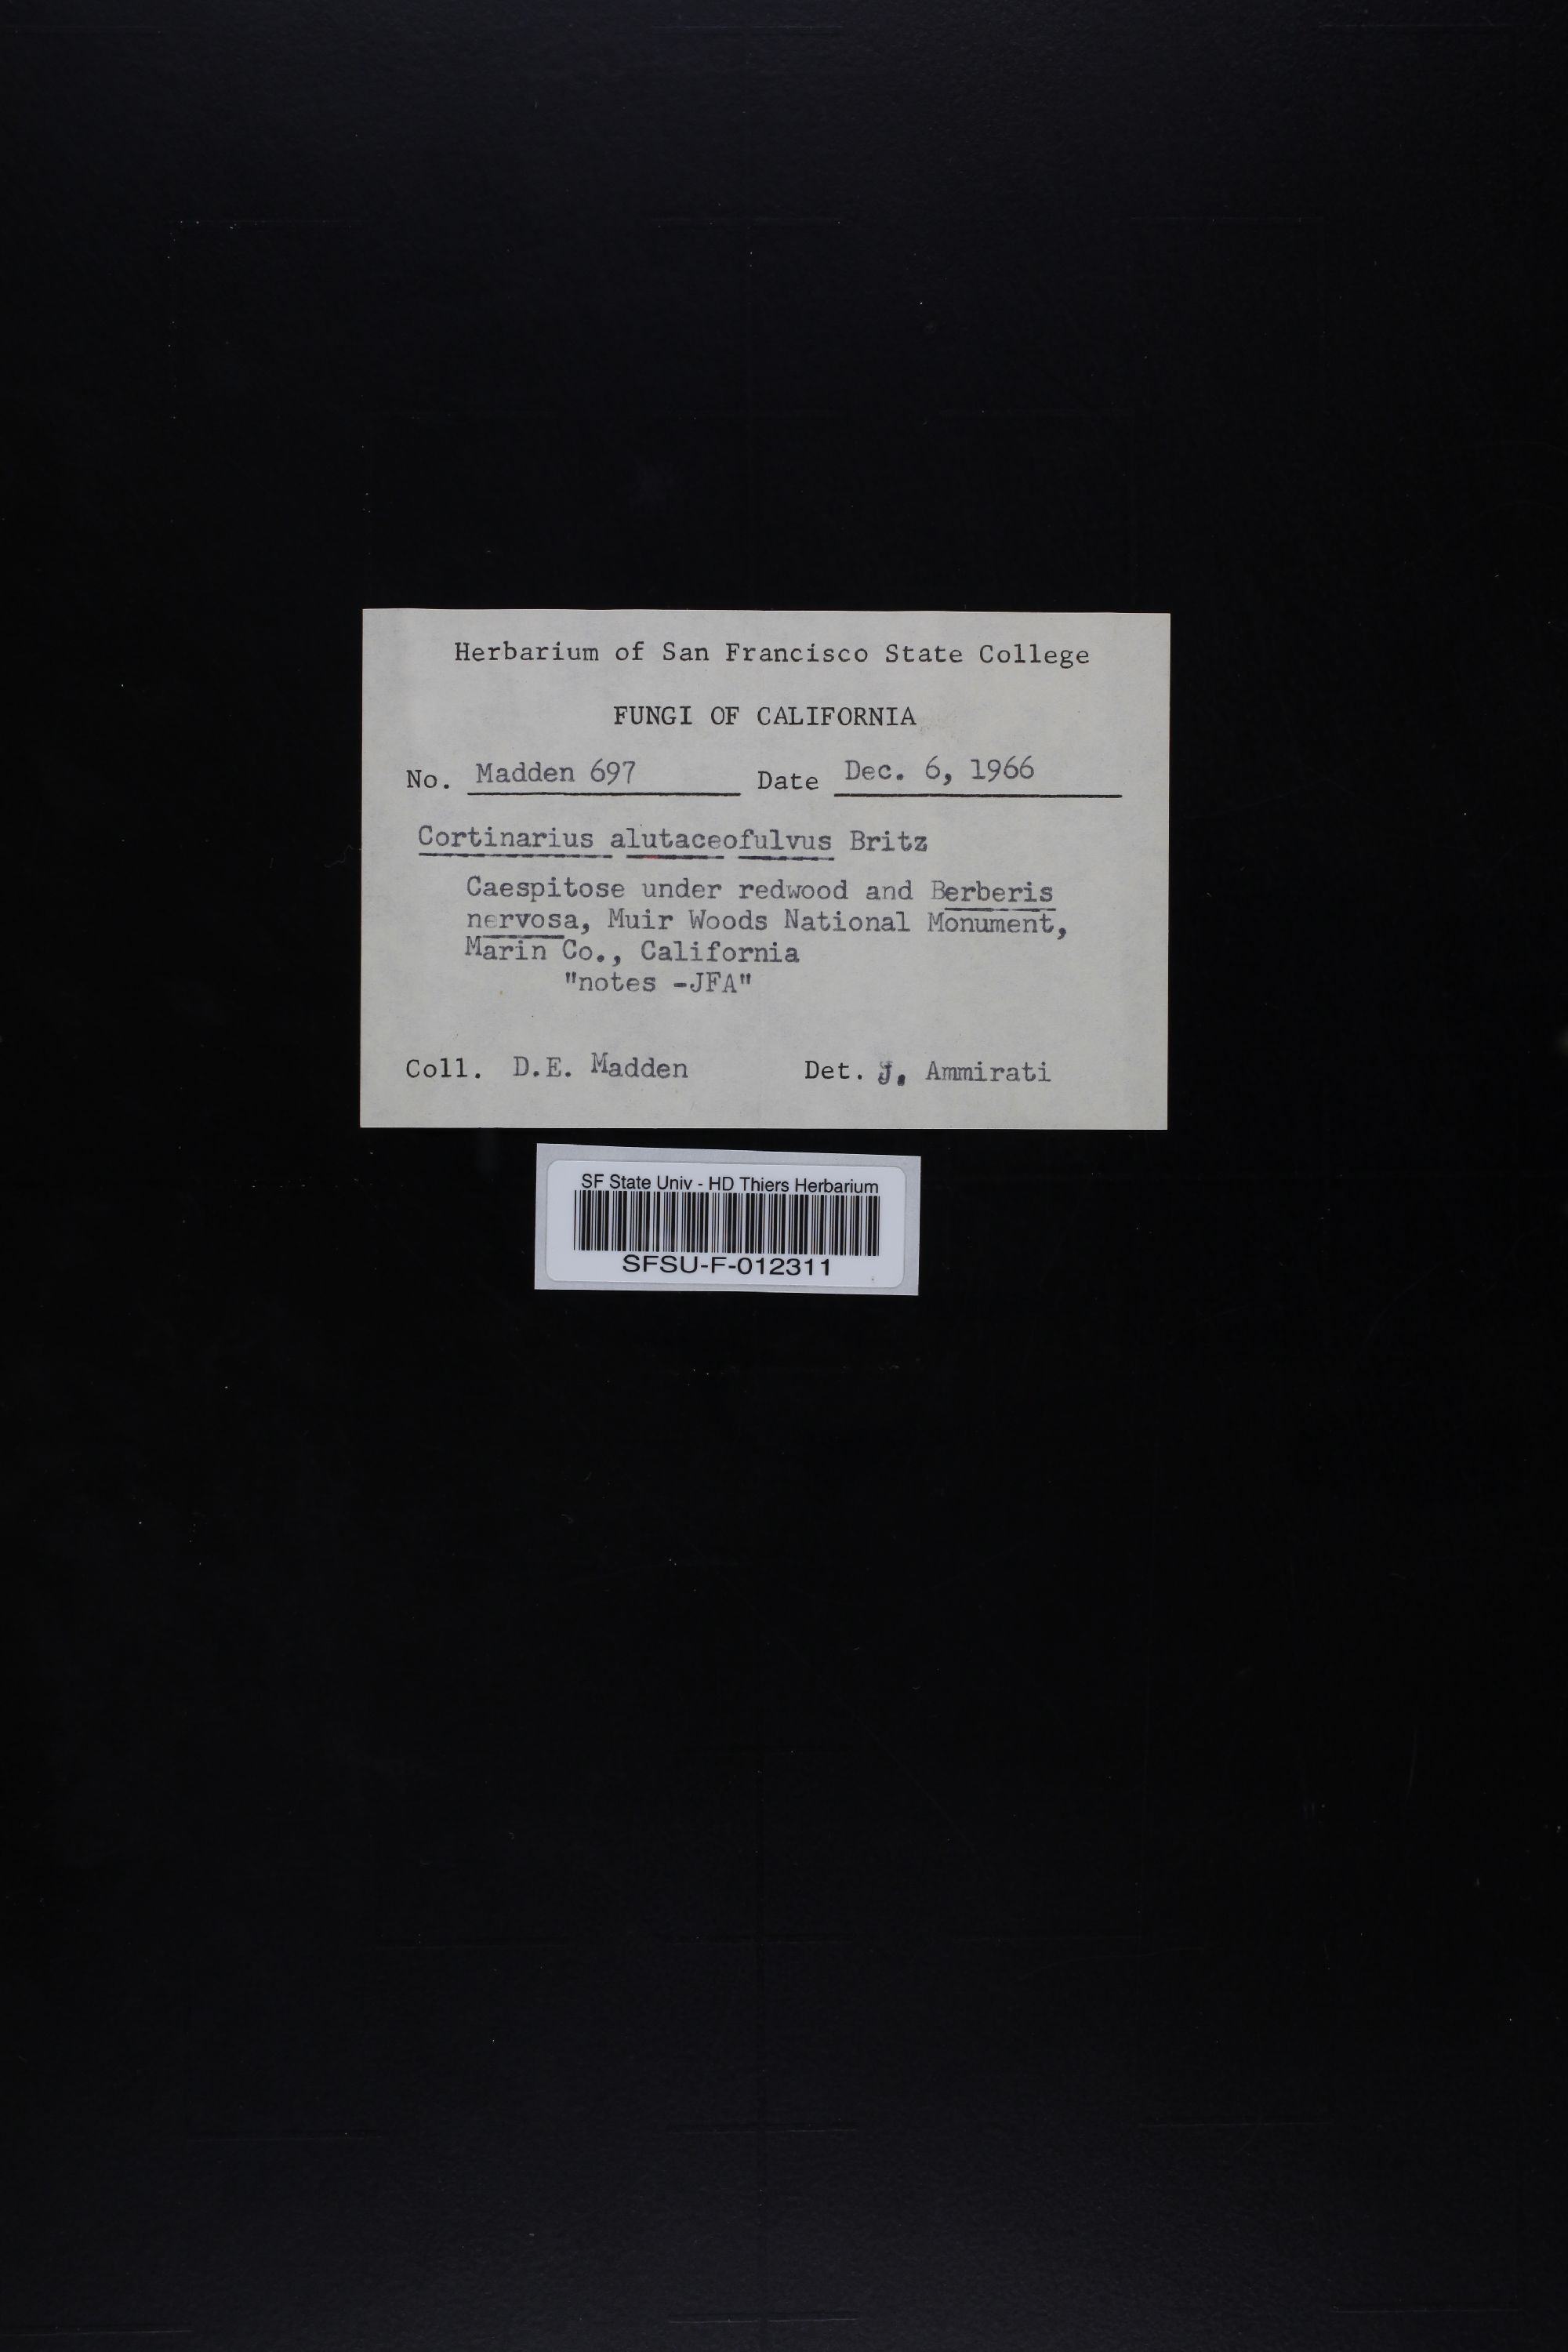 Herbarium of San Francisco State College
FUNGI OF CALIFORNIA
No. Madden 697 Date Dec. 6, 1966
Cortinarius alutaceofulvus Britz
Caespitose under redwood and Berberis
nervosa, Muir Woods National Monument,
Marin Co., California
"notes -JFA"
Coll. D.E. Madden Det. J. Ammirati
SF State Univ - HD Thiers Herbarium
SFSU-F-012311